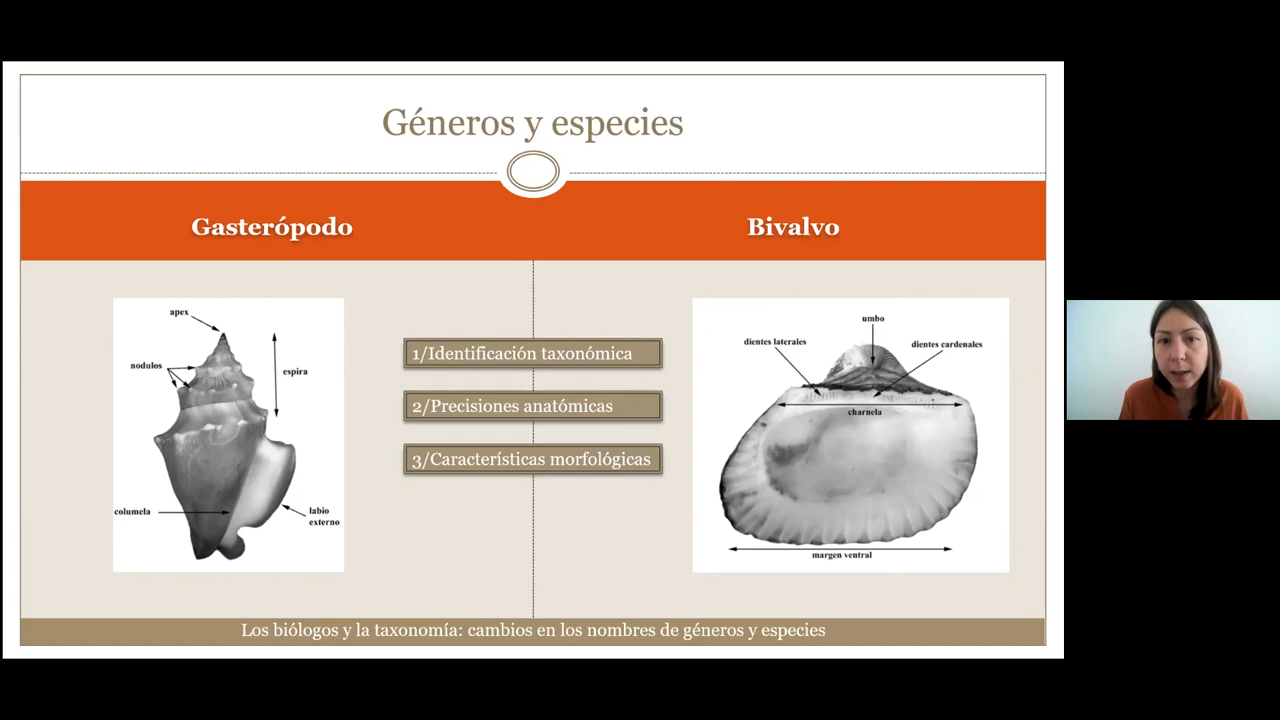 Géneros y especies
Gasterópodo
Bivalvo
apex
nodulos
espira
columela
labio
externo
1/Identificación taxonómica
2/Precisiones anatómicas
3/Características morfológicas
umbo
dientes laterales
dientes cardenales
charnela
margen ventral
Los biólogos y la taxonomía: cambios en los nombres de géneros y especies